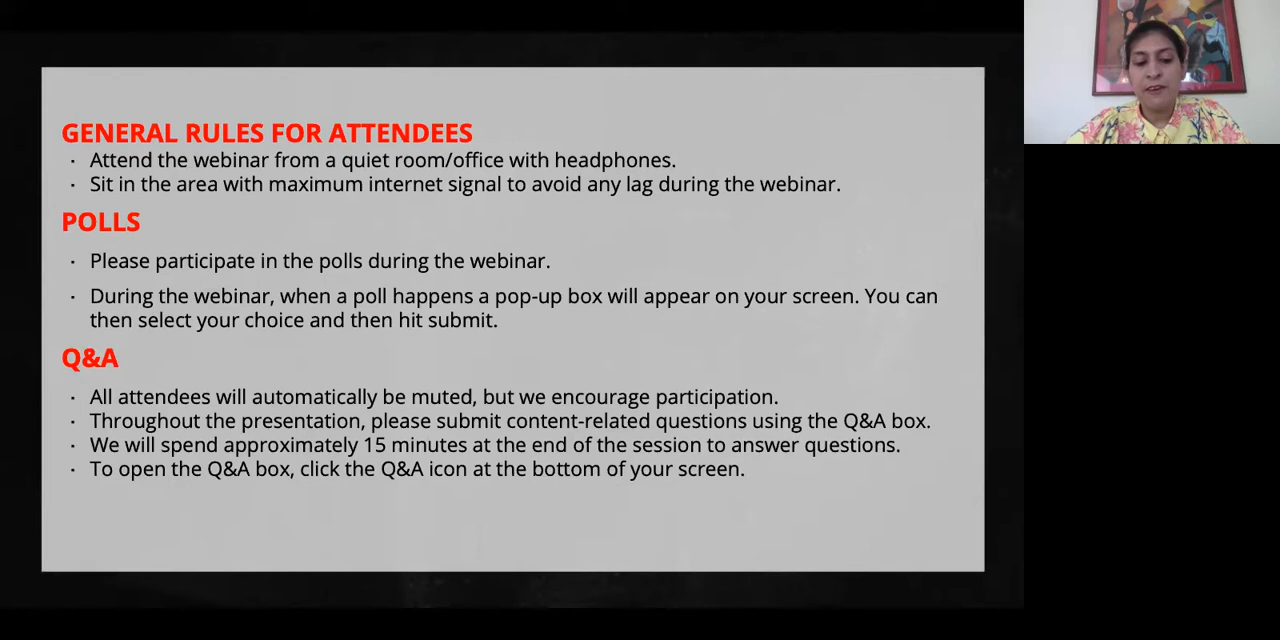 GENERAL RULES FOR ATTENDEES
· Attend the webinar from a quiet room/office with headphones.
· Sit in the area with maximum internet signal to avoid any lag during the webinar.
POLLS
· Please participate in the polls during the webinar.
· During the webinar, when a poll happens a pop-up box will appear on your screen. You can
then select your choice and then hit submit.
Q&A
· All attendees will automatically be muted, but we encourage participation.
· Throughout the presentation, please submit content-related questions using the Q&A box.
· We will spend approximately 15 minutes at the end of the session to answer questions.
· To open the Q&A box, click the Q&A icon at the bottom of your screen.